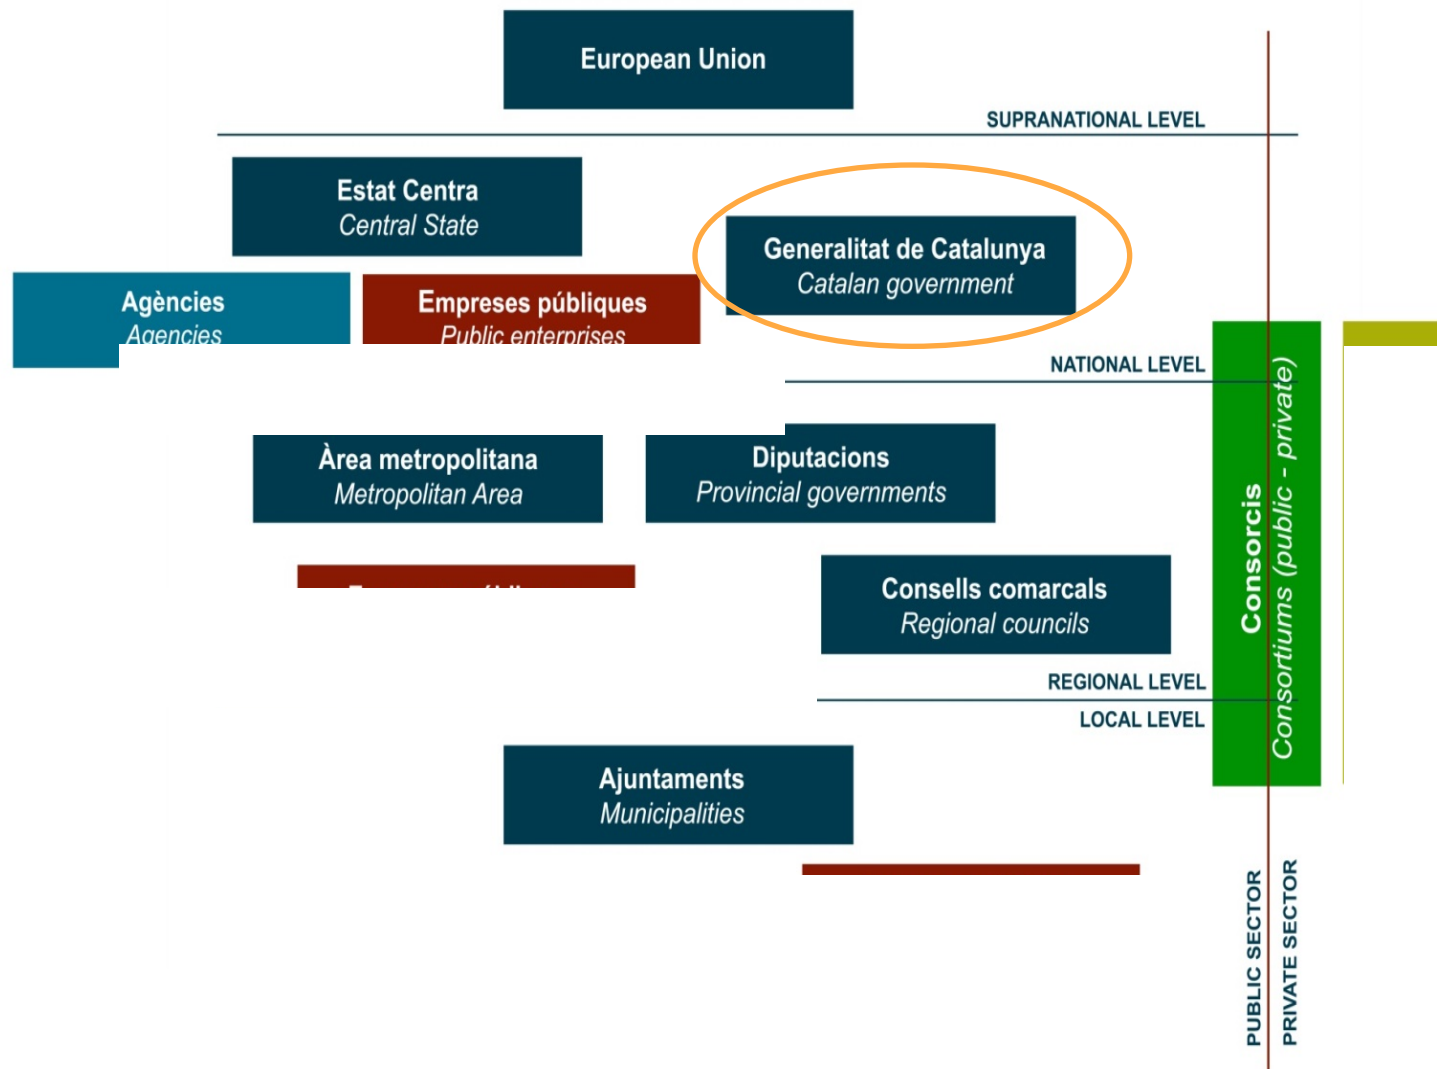 European Union
SUPRANATIONAL LEVEL
Estat Centra
Central State
Generalitat de Catalunya
Catalan government
Agències
Agencies
Empreses públiques
Public enterprises
NATIONAL LEVEL
Àrea metropolitana
Metropolitan Area
Diputacions
Provincial governments
Consells comarcals
Regional councils
Consorcis
Consortiums (public - private)
REGIONAL LEVEL
LOCAL LEVEL
Ajuntaments
Municipalities
PUBLIC SECTOR
PRIVATE SECTOR